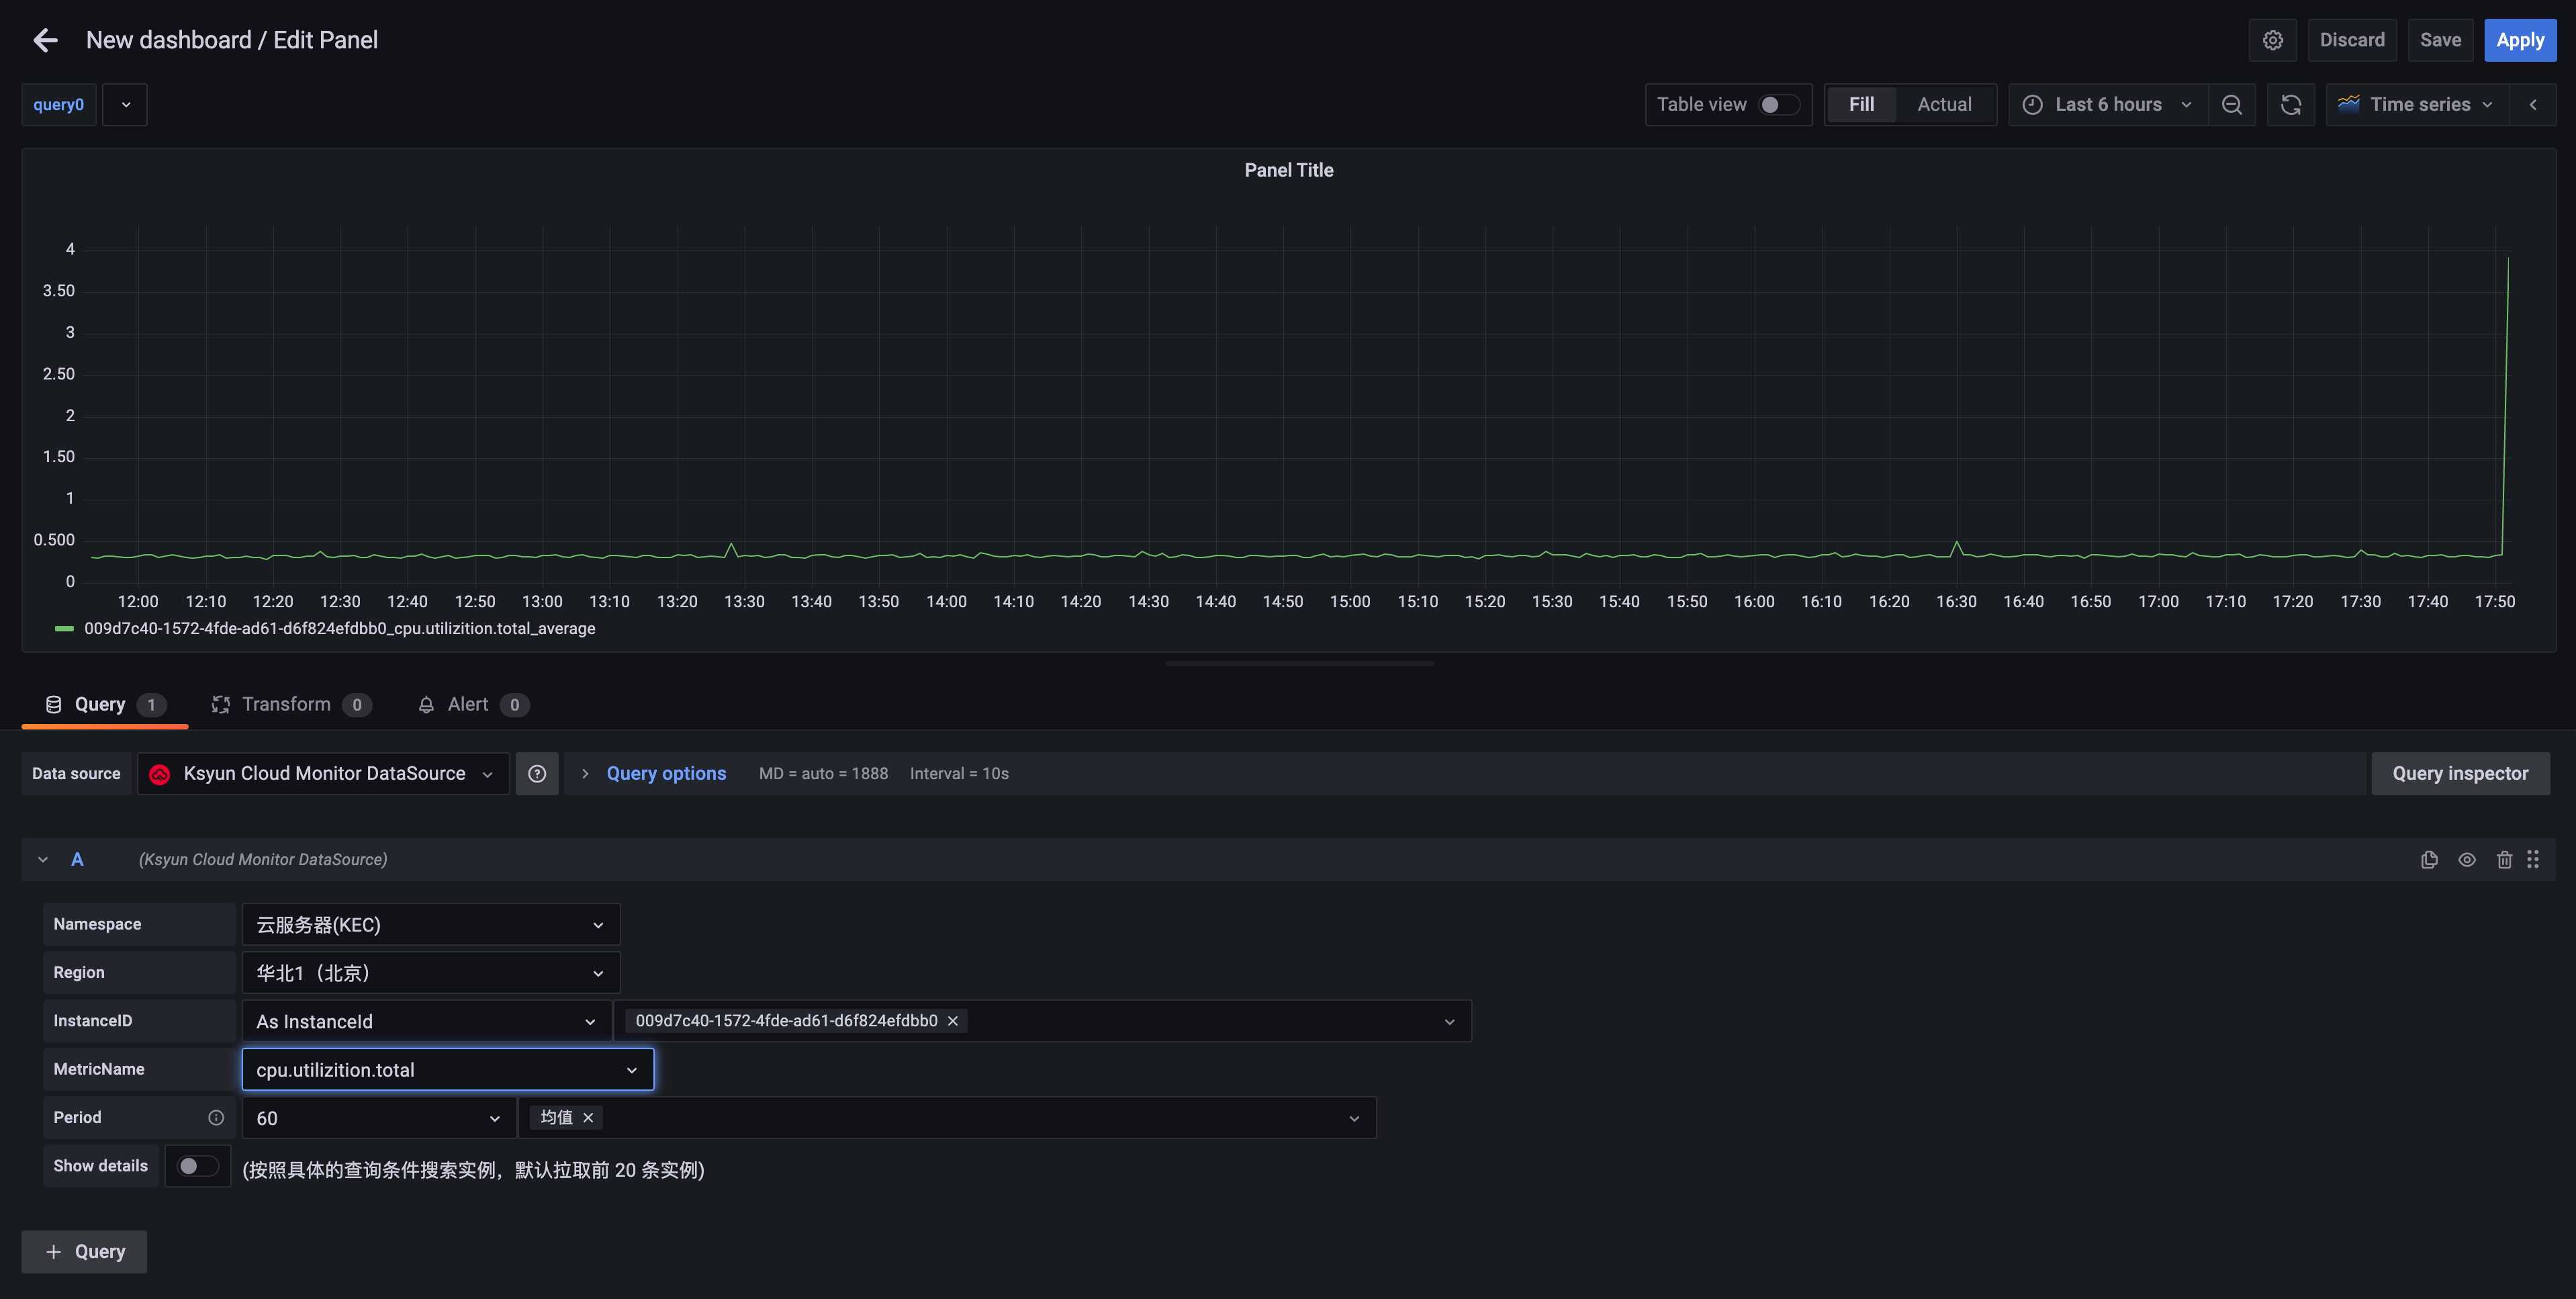 New dashboard / Edit Panel
Discard
Save
Apply
query0
Table view
Fill
Actual
Last 6 hours
Time series
Panel Title
4
3.50
3
2.50
2
1.50
1
0.500
0
12:00 12:10 12:20 12:30 12:40 12:50 13:00 13:10 13:20 13:30 13:40 13:50 14:00 14:10 14:20 14:30 14:40 14:50 15:00 15:10 15:20 15:30 15:40 15:50 16:00 16:10 16:20 16:30 16:40 16:50 17:00 17:10 17:20 17:30 17:40 17:50
009d7c40-1572-4fde-ad61-d6f824efdbb0_cpu.utilizition.total_average
Query 1
Transform 0
Alert 0
Data source
Ksyun Cloud Monitor DataSource
Query options
MD = auto = 1888
Interval = 10s
Query inspector
A
(Ksyun Cloud Monitor DataSource)
Namespace
云服务器(KEC)
Region
华北1（北京）
InstanceID
As InstanceId
009d7c40-1572-4fde-ad61-d6f824efdbb0
MetricName
cpu.utilizition.total
Period
60
均值
Show details
(按照具体的查询条件搜索实例，默认拉取前 20 条实例)
+ Query